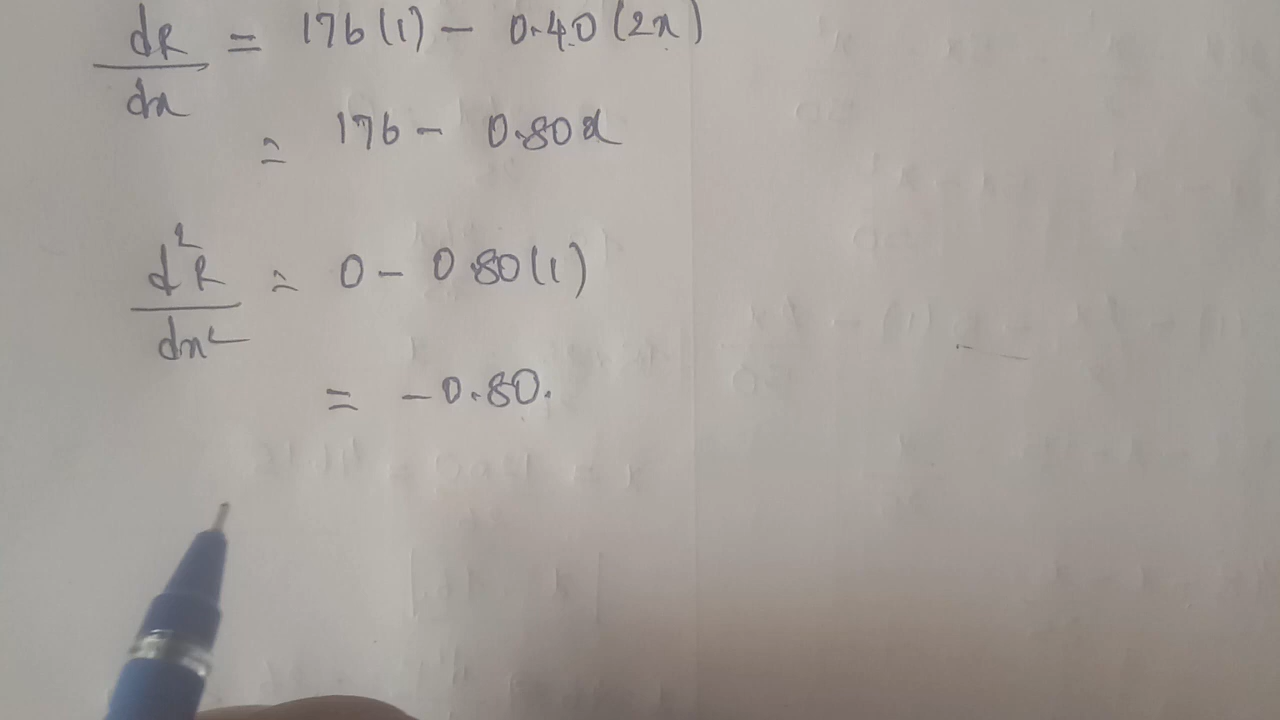 dR/dx = 176(1) - 0.40(2x)
= 176 - 0.80x
d²R/dx² = 0 - 0.80(1)
= -0.80.